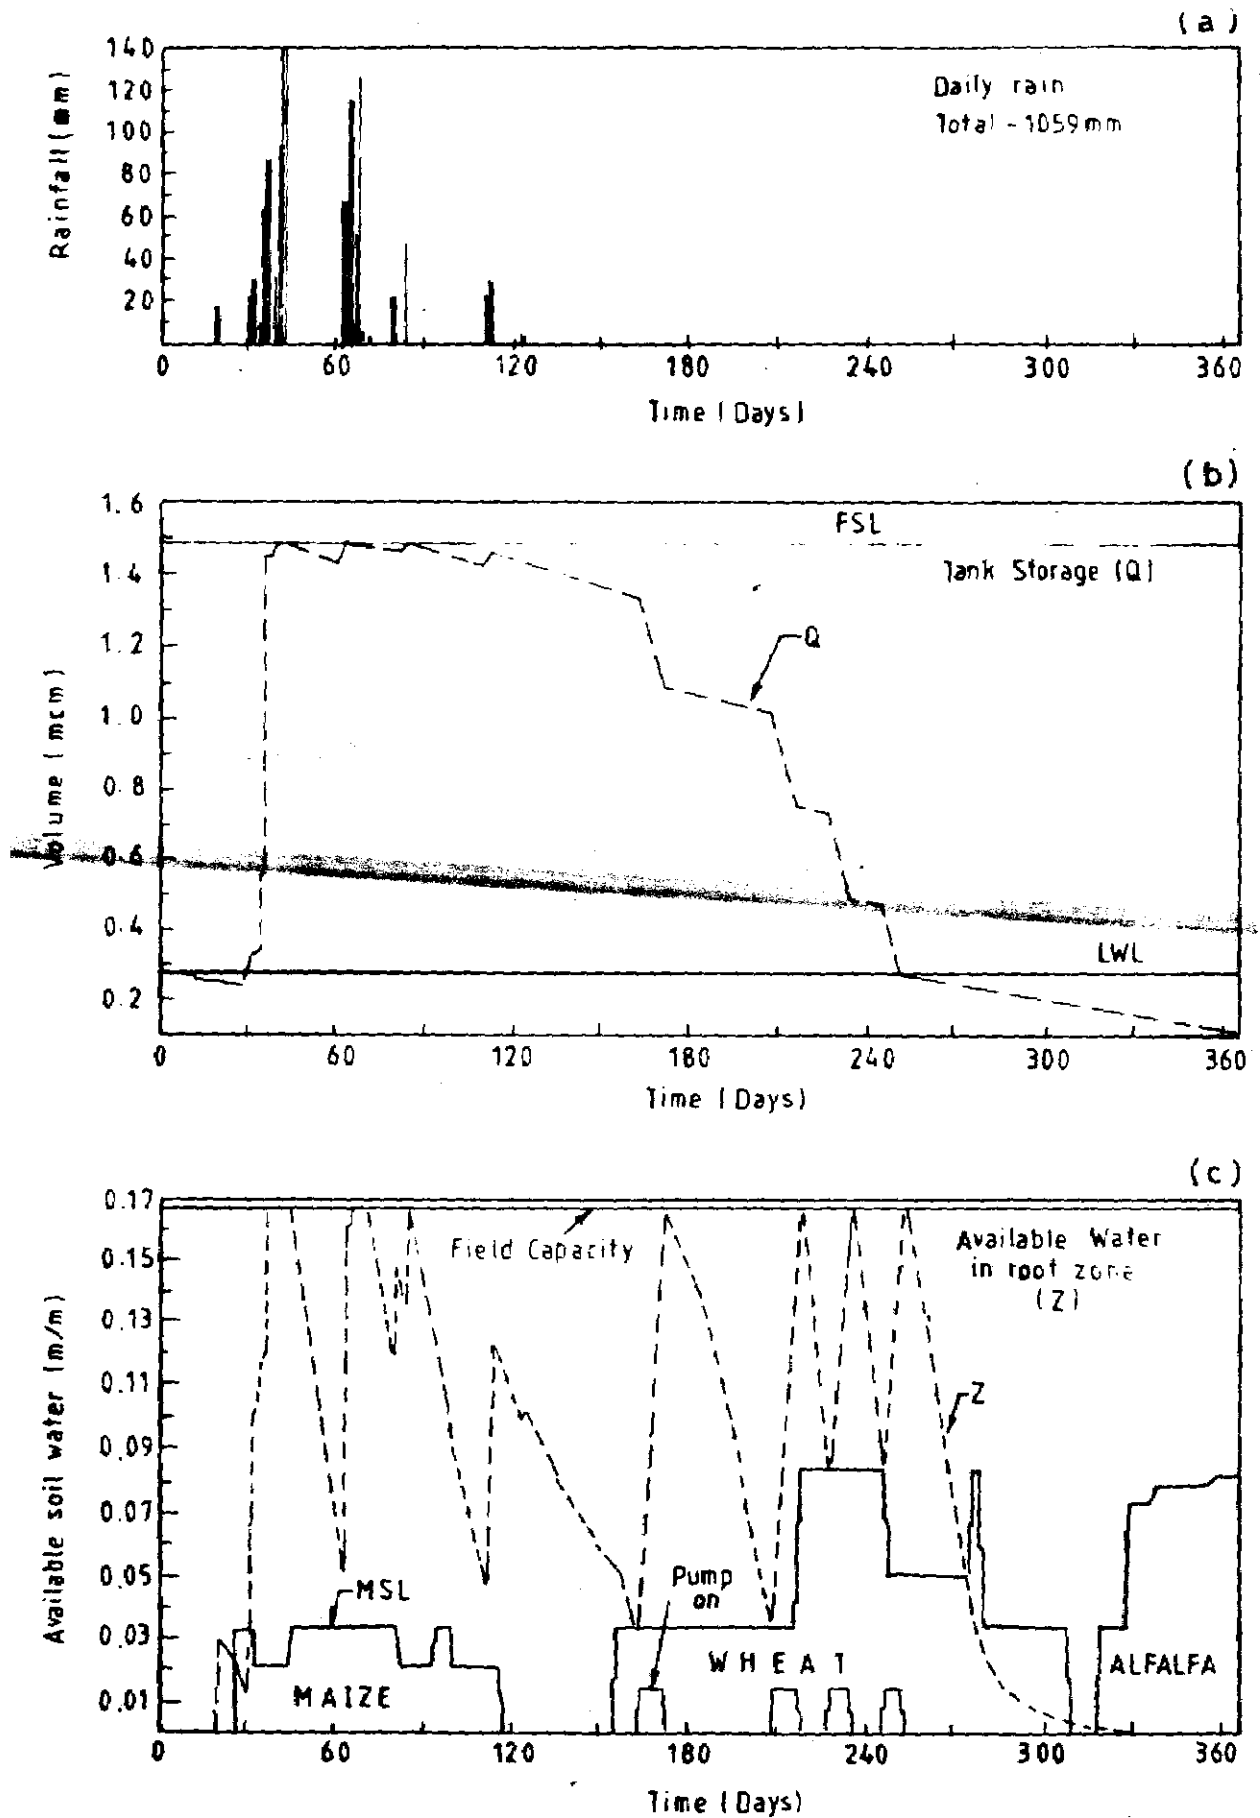 (a)
140
120
100
80
60
40
20
Rainfall (mm)
Daily rain
Total - 1059mm
0 60 120 180 240 300 360
Time (Days)
(b)
1.6
1.4
1.2
1.0
0.8
0.6
0.4
0.2
Volume (mcm)
FSL
Tank Storage (Q)
Q
LWL
0 60 120 180 240 300 360
Time (Days)
(c)
0.17
0.15
0.13
0.11
0.09
0.07
0.05
0.03
0.01
Available soil water (m/m)
Field Capacity
Available Water
in root zone
(Z)
Z
MSL
Pump
on
MAIZE
WHEAT
ALFALFA
0 60 120 180 240 300 360
Time (Days)